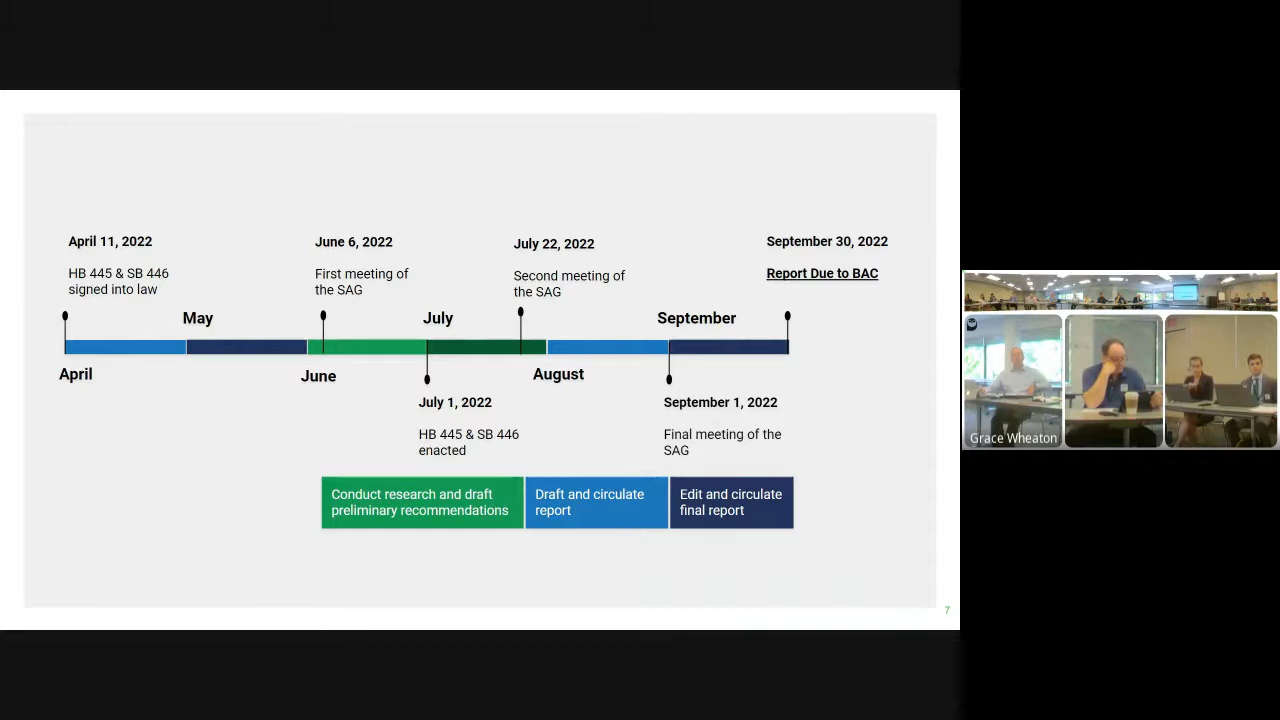 April 11, 2022
HB 445 & SB 446
signed into law
June 6, 2022
First meeting of
the SAG
July 22, 2022
Second meeting of
the SAG
September 30, 2022
Report Due to BAC
May
July
September
April
June
August
July 1, 2022
HB 445 & SB 446
enacted
September 1, 2022
Final meeting of the
SAG
Conduct research and draft
preliminary recommendations
Draft and circulate
report
Edit and circulate
final report
7
Grace Wheaton